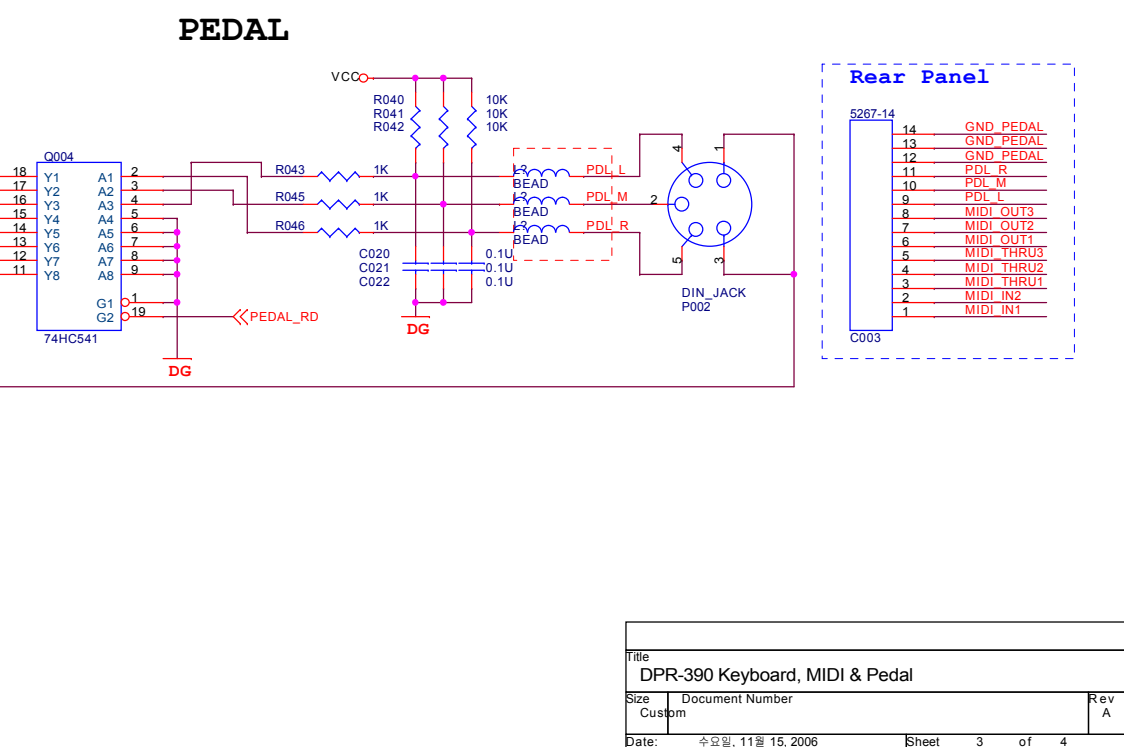 PEDAL
VCC
R040 10K
R041 10K
R042 10K
Rear Panel
5267-14
14 GND_PEDAL
13 GND_PEDAL
12 GND_PEDAL
11 PDL_R
10 PDL_M
9 PDL_L
8 MIDI_OUT3
7 MIDI_OUT2
6 MIDI_OUT1
5 MIDI_THRU3
4 MIDI_THRU2
3 MIDI_THRU1
2 MIDI_IN2
1 MIDI_IN1
C003
Q004
18 Y1 A1 2
17 Y2 A2 3
16 Y3 A3 4
15 Y4 A4 5
14 Y5 A5 6
13 Y6 A6 7
12 Y7 A7 8
11 Y8 A8 9
G1 1
G2 19
74HC541
PEDAL_RD
DG
R043 1K
R045 1K
R046 1K
L2 PDL_L
BEAD
L2 PDL_M
BEAD
L2 PDL_R
BEAD
C020 0.1U
C021 0.1U
C022 0.1U
DG
4 1
2
5 3
DIN_JACK
P002
Title
DPR-390 Keyboard, MIDI & Pedal
Size Document Number Rev
Custom A
Date: 수요일, 11월 15, 2006 Sheet 3 of 4